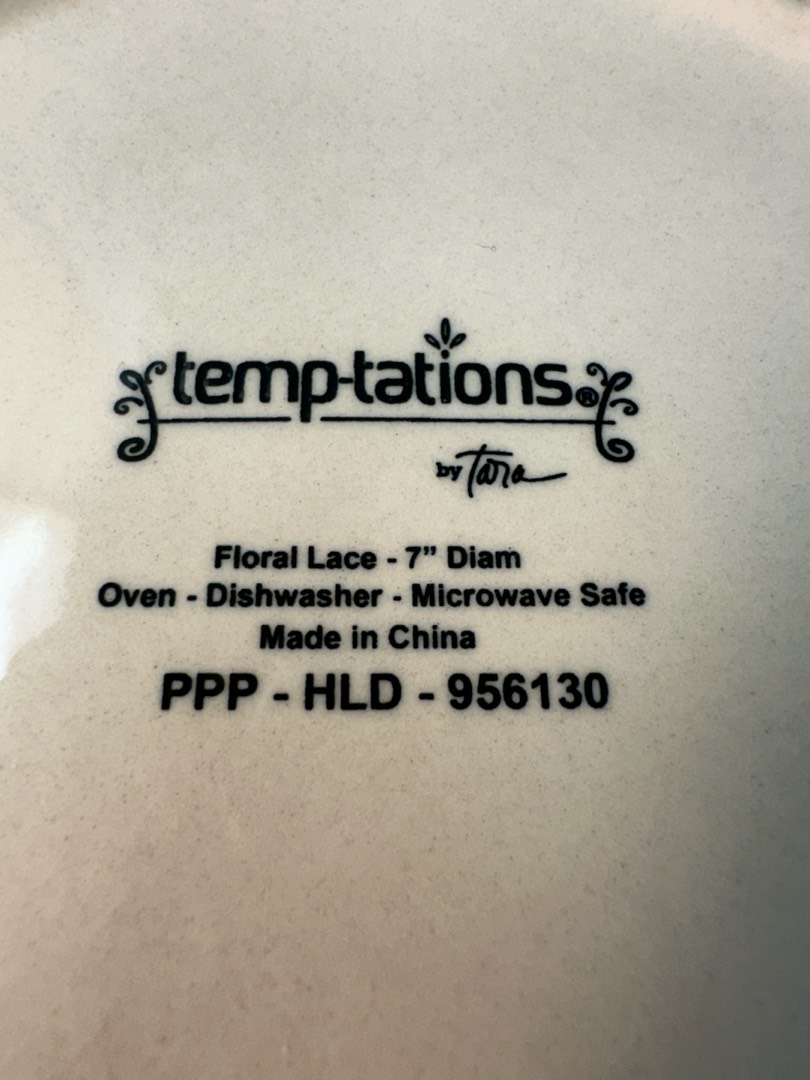 temp-tations®
by Tara
Floral Lace - 7” Diam
Oven - Dishwasher - Microwave Safe
Made in China
PPP - HLD - 956130